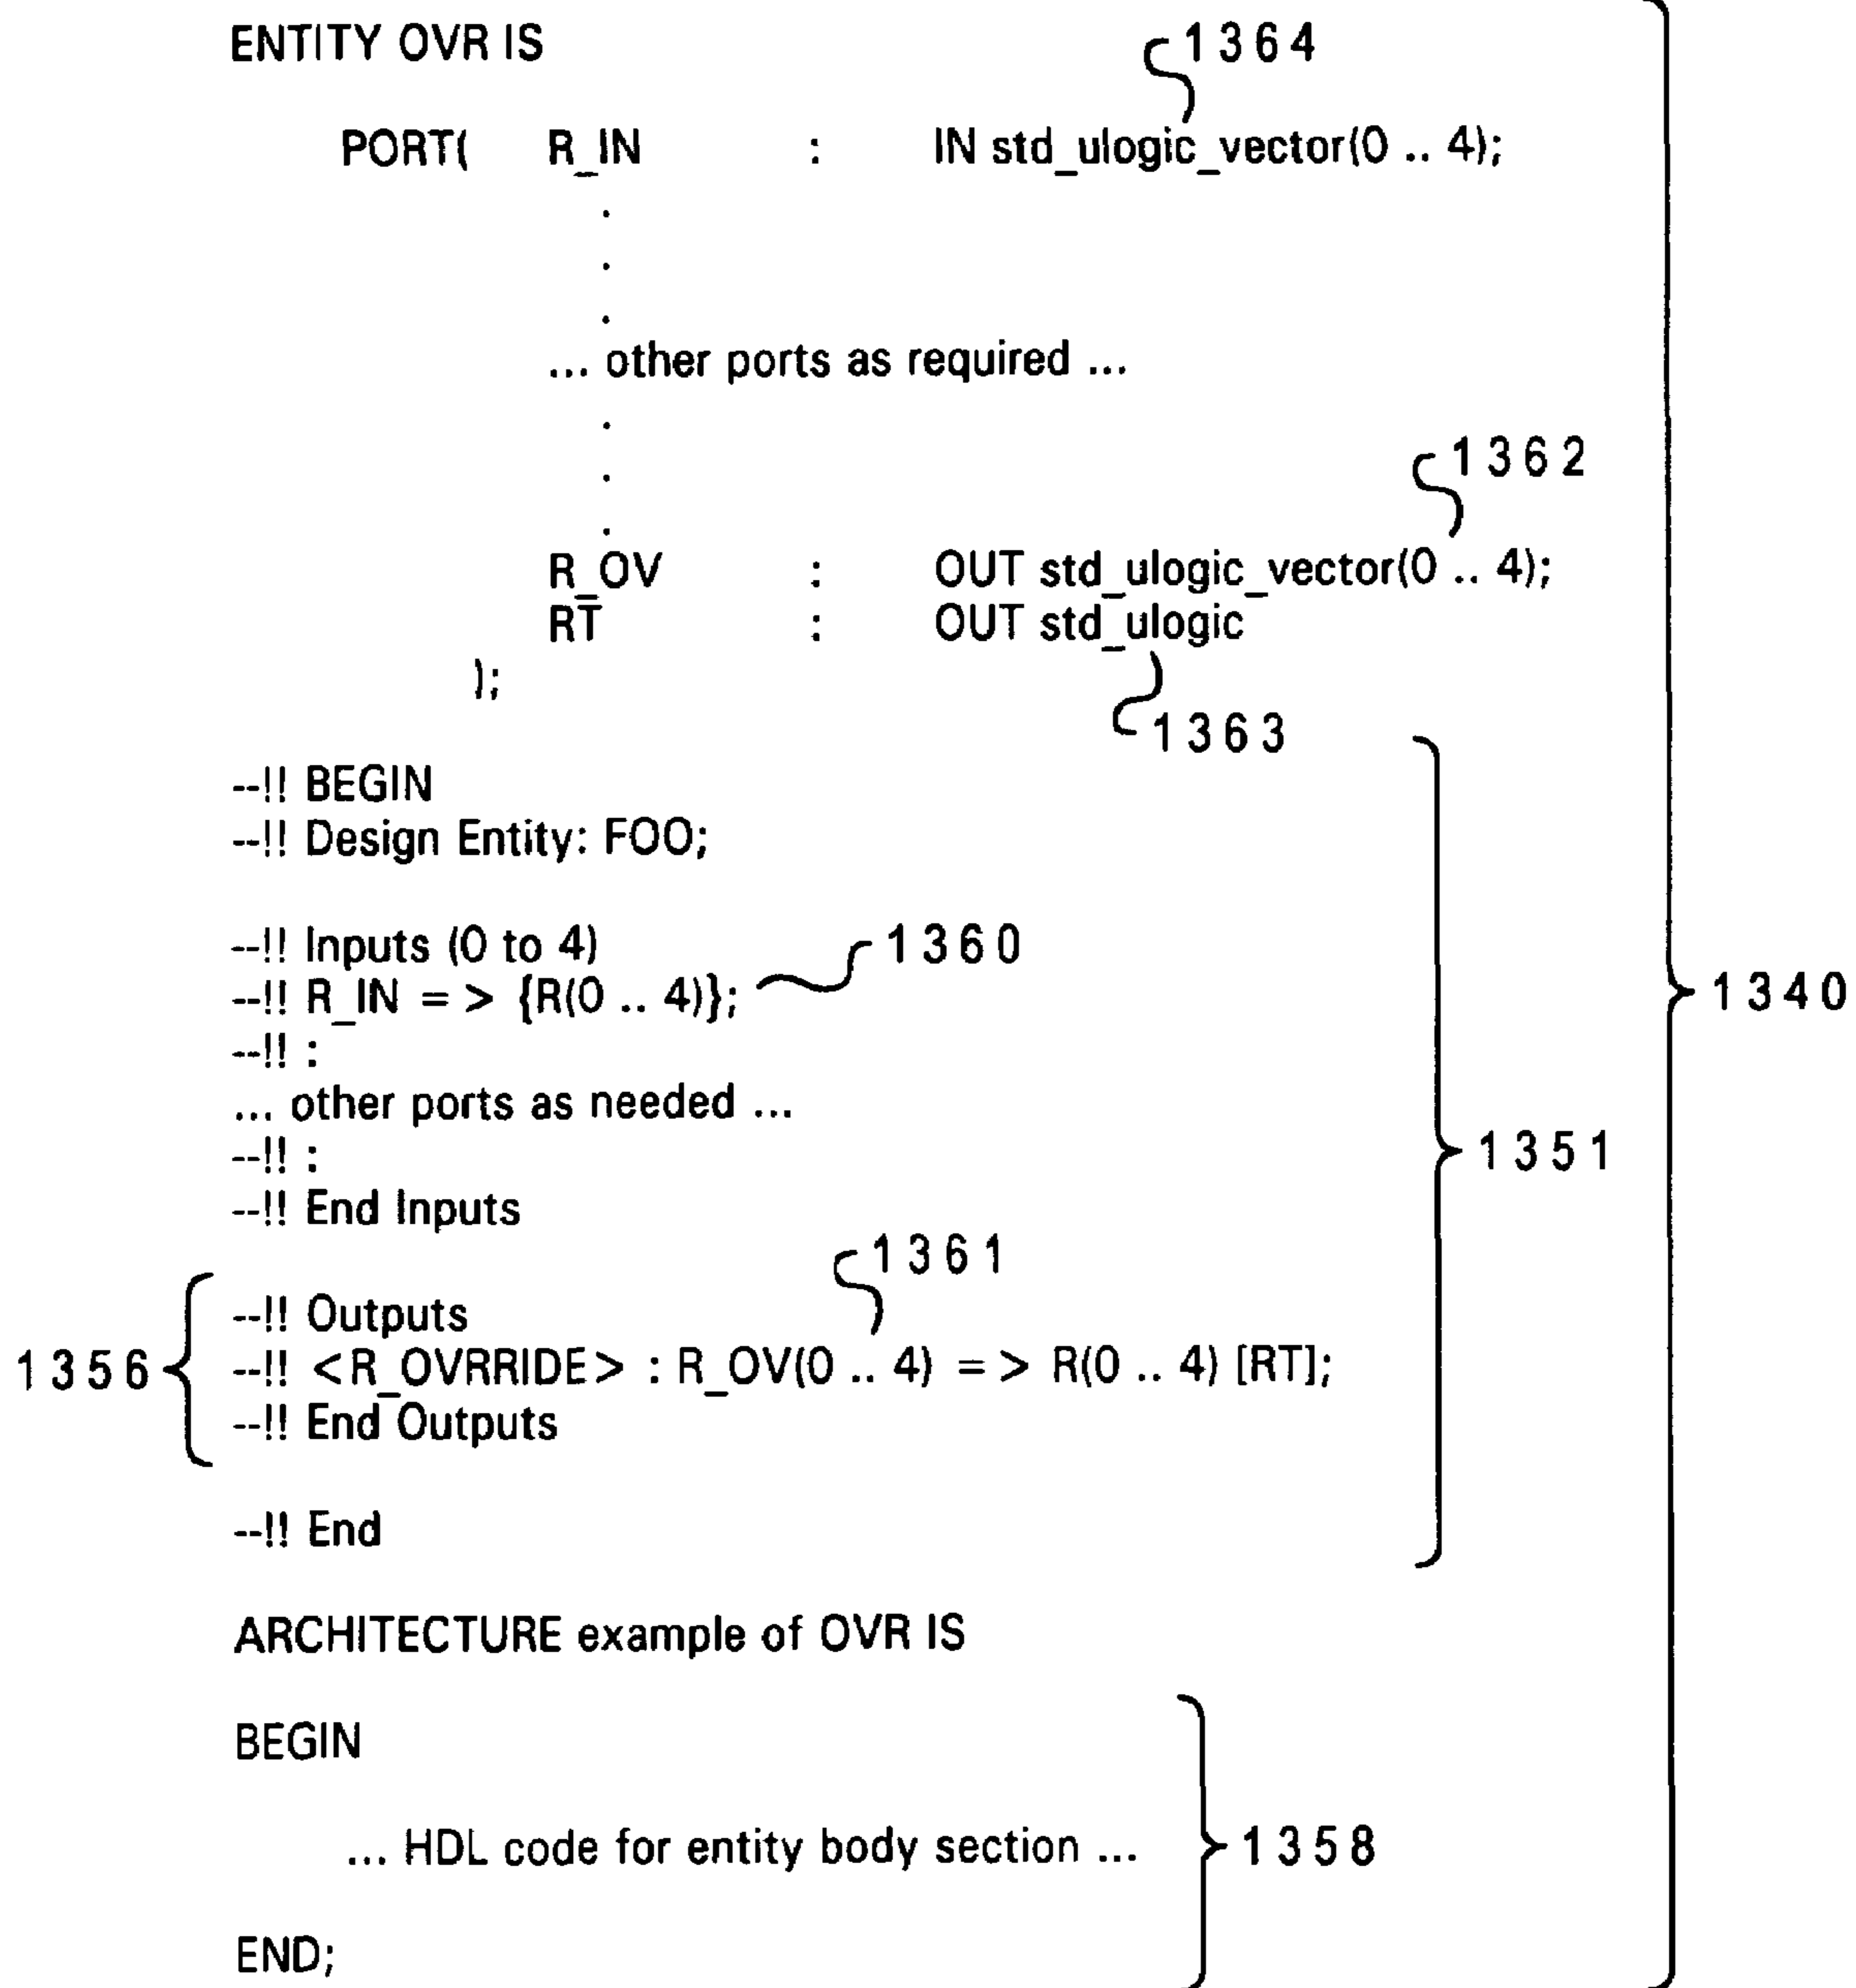 ENTITY OVR IS
1364
PORT( R_IN : IN std_ulogic_vector(0 .. 4);
.
.
.
... other ports as required ...
.
.
.
1362
R_OV : OUT std_ulogic_vector(0 .. 4);
RT : OUT std_ulogic
);
1363
--!! BEGIN
--!! Design Entity: FOO;
--!! Inputs (0 to 4)
1360
--!! R_IN = > {R(0 .. 4)};
1340
--!! :
... other ports as needed ...
--!! :
1351
--!! End Inputs
1361
--!! Outputs
1356
--!! <R_OVRRIDE> : R_OV(0 .. 4) = > R(0 .. 4) [RT];
--!! End Outputs
--!! End
ARCHITECTURE example of OVR IS
BEGIN
... HDL code for entity body section ...
1358
END;